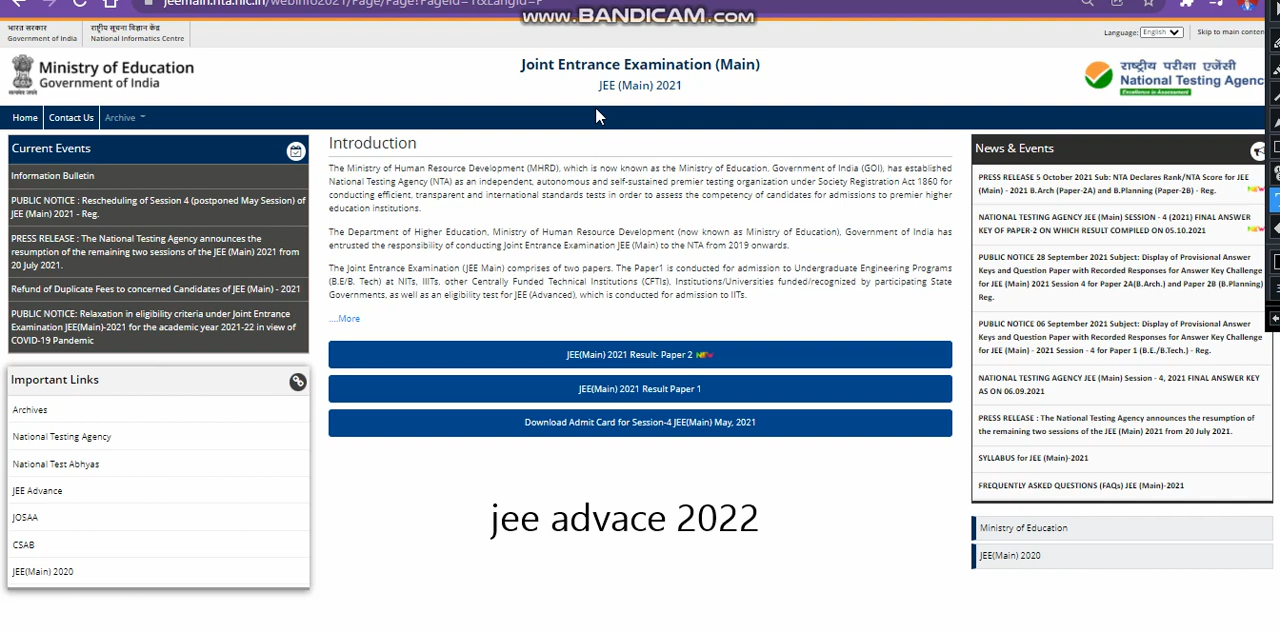 jeemain.nta.nic.in/webinfo2021/Page/Page?PageId=1&LangId=P
www.BANDICAM.com
भारत सरकार
Government of India
राष्ट्रीय सूचना विज्ञान केंद्र
National Informatics Centre
Language: English
Skip to main conten
Ministry of Education
Government of India
Joint Entrance Examination (Main)
JEE (Main) 2021
राष्ट्रीय परीक्षा एजेंसी
National Testing Agenc
Excellence in Assessment
Home
Contact Us
Archive
Current Events
Information Bulletin
PUBLIC NOTICE : Rescheduling of Session 4 (postponed May Session) of
JEE (Main) 2021 - Reg.
PRESS RELEASE : The National Testing Agency announces the
resumption of the remaining two sessions of the JEE (Main) 2021 from
20 July 2021.
Refund of Duplicate Fees to concerned Candidates of JEE (Main) - 2021
PUBLIC NOTICE: Relaxation in eligibility criteria under Joint Entrance
Examination JEE(Main)-2021 for the academic year 2021-22 in view of
COVID-19 Pandemic
Important Links
Archives
National Testing Agency
National Test Abhyas
JEE Advance
JOSAA
CSAB
JEE(Main) 2020
Introduction
The Ministry of Human Resource Development (MHRD), which is now known as the Ministry of Education, Government of India (GOI), has established
National Testing Agency (NTA) as an independent, autonomous and self-sustained premier testing organization under Society Registration Act 1860 for
conducting efficient, transparent and international standards tests in order to assess the competency of candidates for admissions to premier higher
education institutions.
The Department of Higher Education, Ministry of Human Resource Development (now known as Ministry of Education), Government of India has
entrusted the responsibility of conducting Joint Entrance Examination JEE (Main) to the NTA from 2019 onwards.
The Joint Entrance Examination (JEE Main) comprises of two papers. The Paper1 is conducted for admission to Undergraduate Engineering Programs
(B.E/B. Tech) at NITs, IIITs, other Centrally Funded Technical Institutions (CFTIs), Institutions/Universities funded/recognized by participating State
Governments, as well as an eligibility test for JEE (Advanced), which is conducted for admission to IITs.
....More
JEE(Main) 2021 Result- Paper 2 NEW
JEE(Main) 2021 Result Paper 1
Download Admit Card for Session-4 JEE(Main) May, 2021
jee advace 2022
News & Events
PRESS RELEASE 5 October 2021 Sub: NTA Declares Rank/NTA Score for JEE
(Main) - 2021 B.Arch (Paper-2A) and B.Planning (Paper-2B) - Reg. NEW
NATIONAL TESTING AGENCY JEE (Main) SESSION - 4 (2021) FINAL ANSWER
KEY OF PAPER-2 ON WHICH RESULT COMPILED ON 05.10.2021 NEW
PUBLIC NOTICE 28 September 2021 Subject: Display of Provisional Answer
Keys and Question Paper with Recorded Responses for Answer Key Challenge
for JEE (Main) 2021 Session 4 for Paper 2A(B.Arch.) and Paper 2B (B.Planning)
Reg.
PUBLIC NOTICE 06 September 2021 Subject: Display of Provisional Answer
Keys and Question Paper with Recorded Responses for Answer Key Challenge
for JEE (Main) - 2021 Session - 4 for Paper 1 (B.E./B.Tech.) - Reg.
NATIONAL TESTING AGENCY JEE (Main) Session - 4, 2021 FINAL ANSWER KEY
AS ON 06.09.2021
PRESS RELEASE : The National Testing Agency announces the resumption of
the remaining two sessions of the JEE (Main) 2021 from 20 July 2021.
SYLLABUS for JEE (Main)-2021
FREQUENTLY ASKED QUESTIONS (FAQs) JEE (Main)-2021
Ministry of Education
JEE(Main) 2020